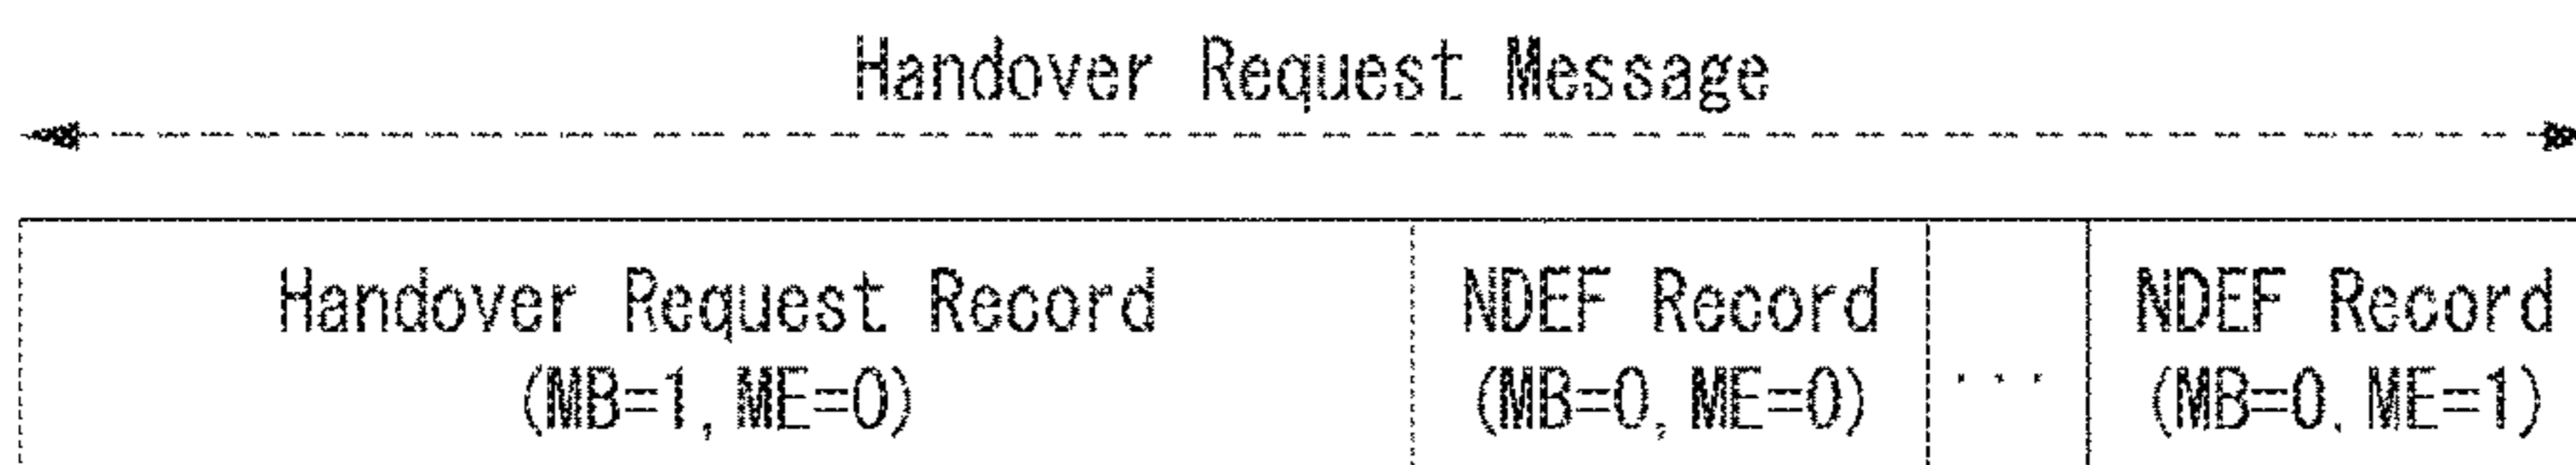 Handover Request Message
Handover Request Record
(MB=1, ME=0)
NDEF Record
(MB=0, ME=0)
...
NDEF Record
(MB=0. ME=1)